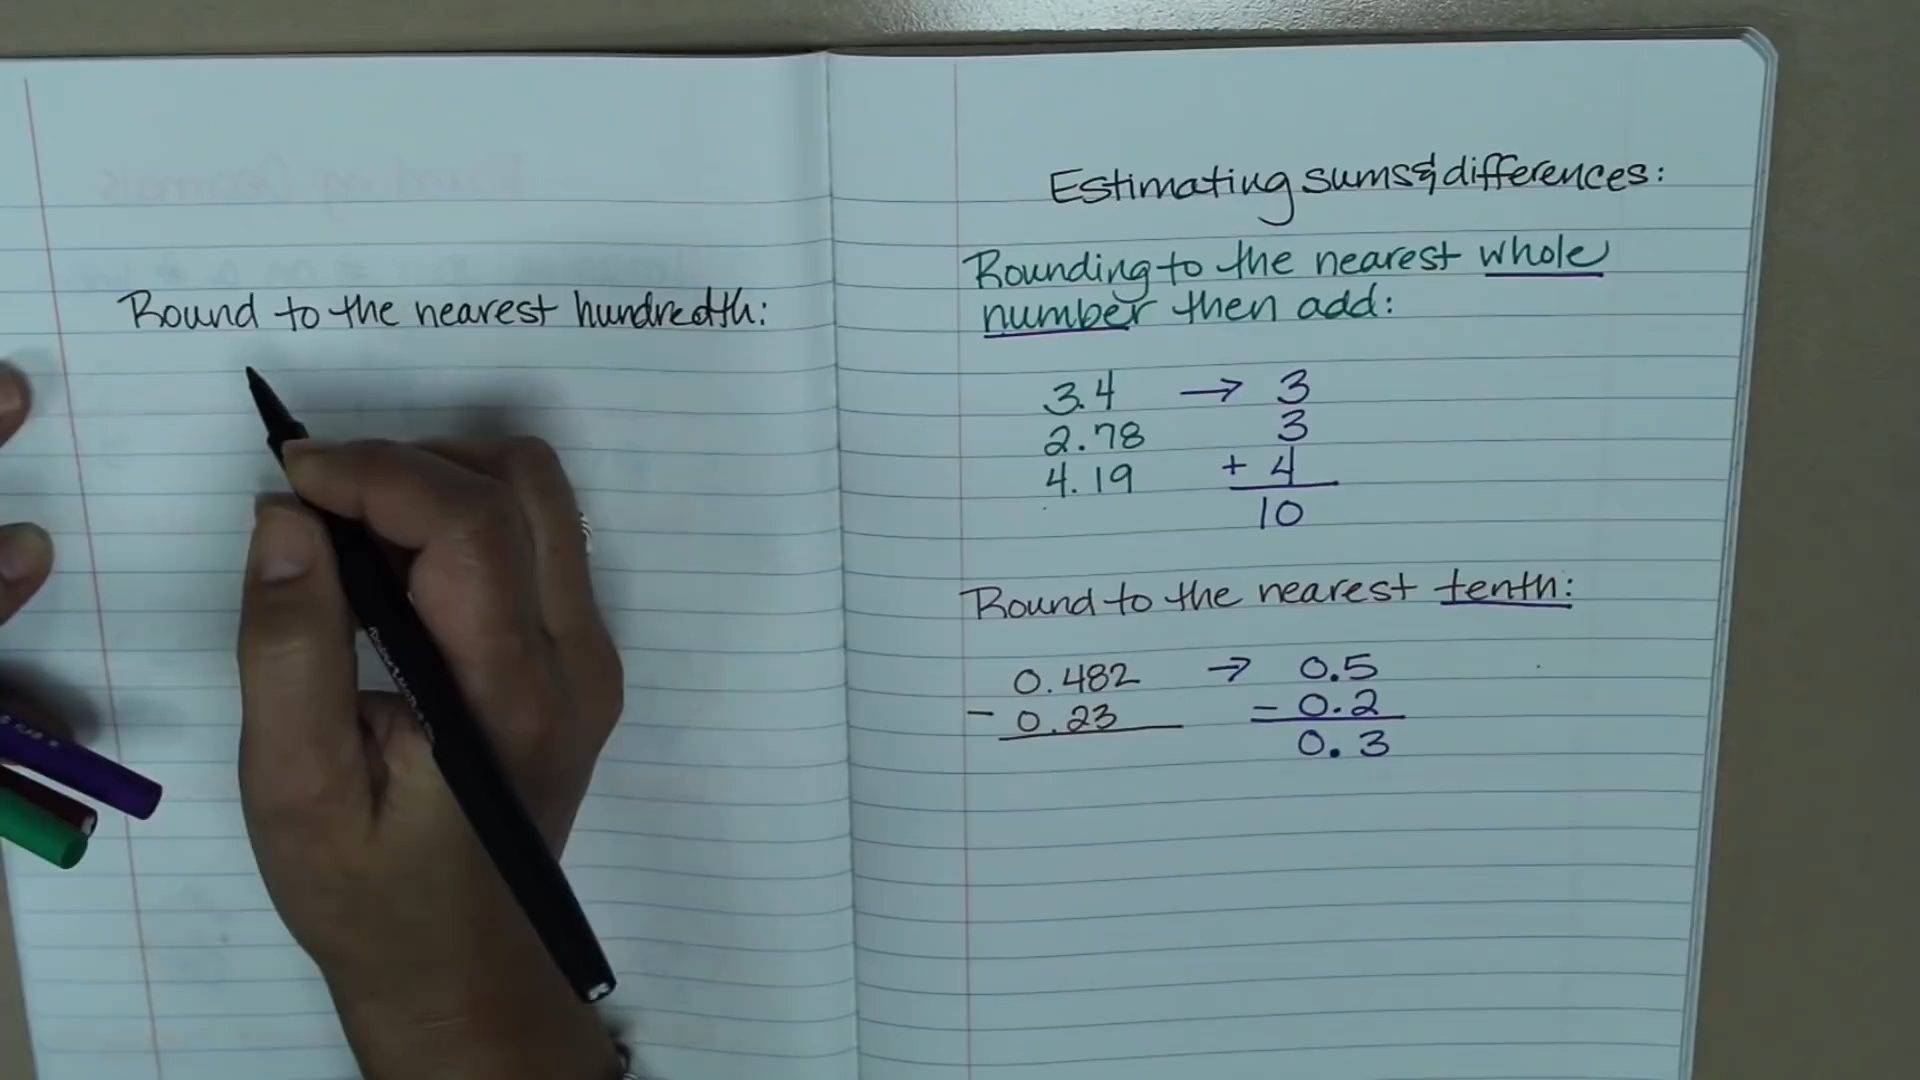 Round to the nearest hundredth:
Estimating sums & differences:
Rounding to the nearest whole
number then add:
3.4 → 3
2.78 3
4.19 + 4
10
Round to the nearest tenth:
0.482 → 0.5
- 0.23 - 0.2
0.3